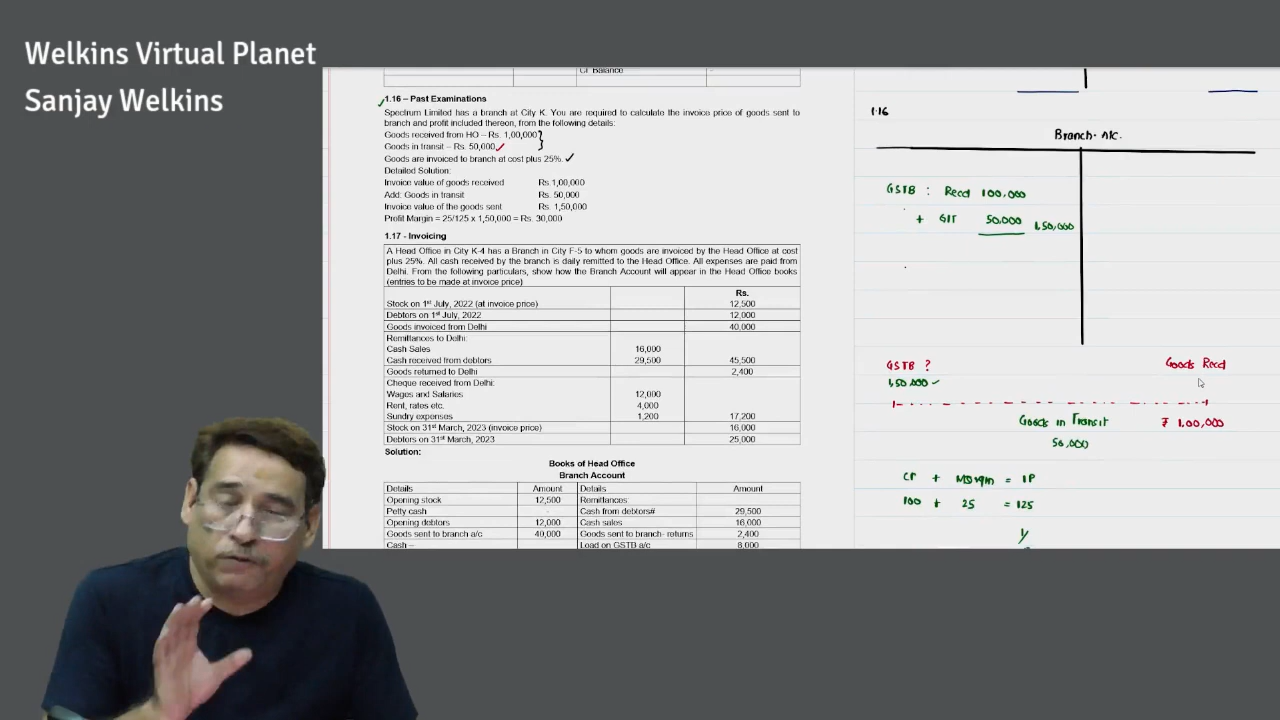 Welkins Virtual Planet
Sanjay Welkins
Cl Balance
1.16 – Past Examinations
Spectrum Limited has a branch at City K. You are required to calculate the invoice price of goods sent to
branch and profit included thereon, from the following details:
Goods received from HO – Rs. 1,00,000
Goods in transit – Rs. 50,000
Goods are invoiced to branch at cost plus 25%.
Detailed Solution:
Invoice value of goods received Rs.1,00,000
Add: Goods in transit Rs. 50,000
Invoice value of the goods sent Rs. 1,50,000
Profit Margin = 25/125 x 1,50,000 = Rs. 30,000
1.17 - Invoicing
A Head Office in City K-4 has a Branch in City F-5 to whom goods are invoiced by the Head Office at cost
plus 25%. All cash received by the branch is daily remitted to the Head Office. All expenses are paid from
Delhi. From the following particulars, show how the Branch Account will appear in the Head Office books
(entries to be made at invoice price)
Rs.
Stock on 1st July, 2022 (at invoice price) 12,500
Debtors on 1st July, 2022 12,000
Goods invoiced from Delhi 40,000
Remittances to Delhi:
Cash Sales 16,000
Cash received from debtors 29,500 45,500
Goods returned to Delhi 2,400
Cheque received from Delhi:
Wages and Salaries 12,000
Rent, rates etc. 4,000
Sundry expenses 1,200 17,200
Stock on 31st March, 2023 (invoice price) 16,000
Debtors on 31st March, 2023 25,000
Solution:
Books of Head Office
Branch Account
Details Amount Details Amount
Opening stock 12,500 Remittances:
Petty cash - Cash from debtors# 29,500
Opening debtors 12,000 Cash sales 16,000
Goods sent to branch a/c 40,000 Goods sent to branch- returns 2,400
Cash – Load on GSTB a/c 8,000
1.16
Branch A/c.
GSTB : Recd 100,000
+ GIT 50,000 1,50,000
GSTB ? Goods Recd
1,50,000
Goods in Transit ₹ 1,00,000
50,000
CP + Margin = IP
100 + 25 = 125